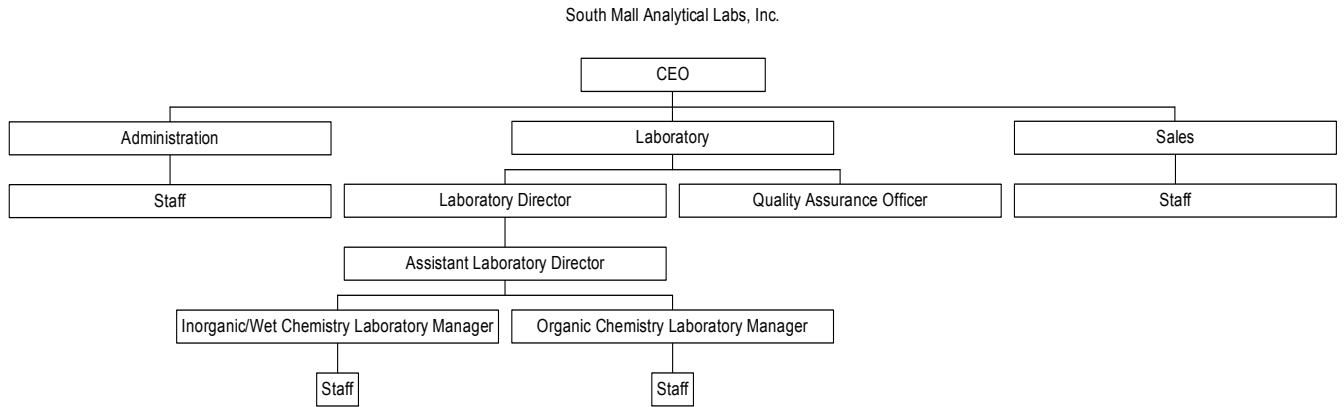 South Mall Analytical Labs, Inc.
CEO
Administration
Laboratory
Sales
Staff
Laboratory Director
Quality Assurance Officer
Staff
Assistant Laboratory Director
Inorganic/Wet Chemistry Laboratory Manager
Organic Chemistry Laboratory Manager
Staff
Staff